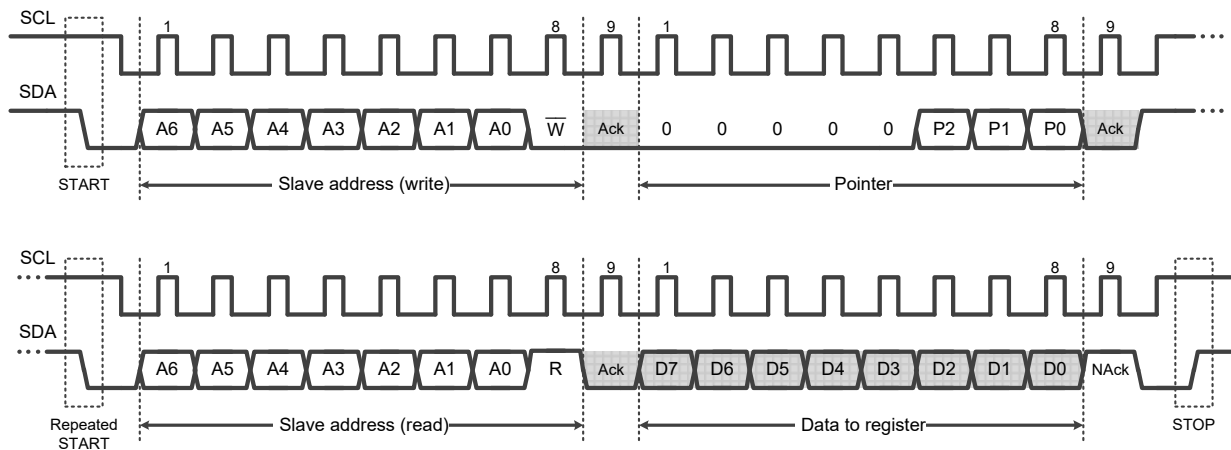 SCL
1 8 9 1 8 9
SDA
A6 A5 A4 A3 A2 A1 A0 W Ack 0 0 0 0 0 P2 P1 P0 Ack
START Slave address (write) Pointer
SCL
1 8 9 1 8 9
SDA
A6 A5 A4 A3 A2 A1 A0 R Ack D7 D6 D5 D4 D3 D2 D1 D0 NAck
Repeated Slave address (read) Data to register STOP
START